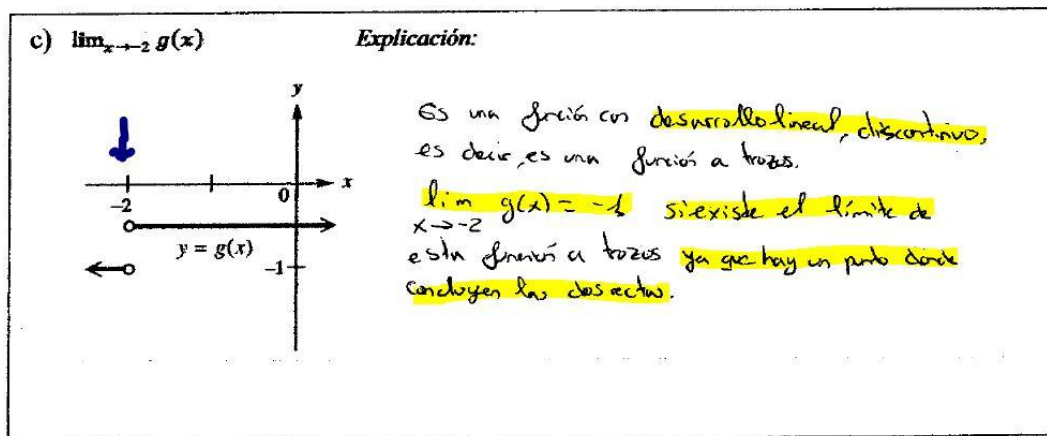 c) lim_{x→-2} g(x) Explicación:
y
x
-2
0
y = g(x)
-1
Es una función con desarrollo lineal, discontinuo,
es decir, es una función a trozos.
lim g(x) = -1 si existe el límite de
x → -2
esta función a trozos ya que hay un punto donde
concluyen las dos rectas.